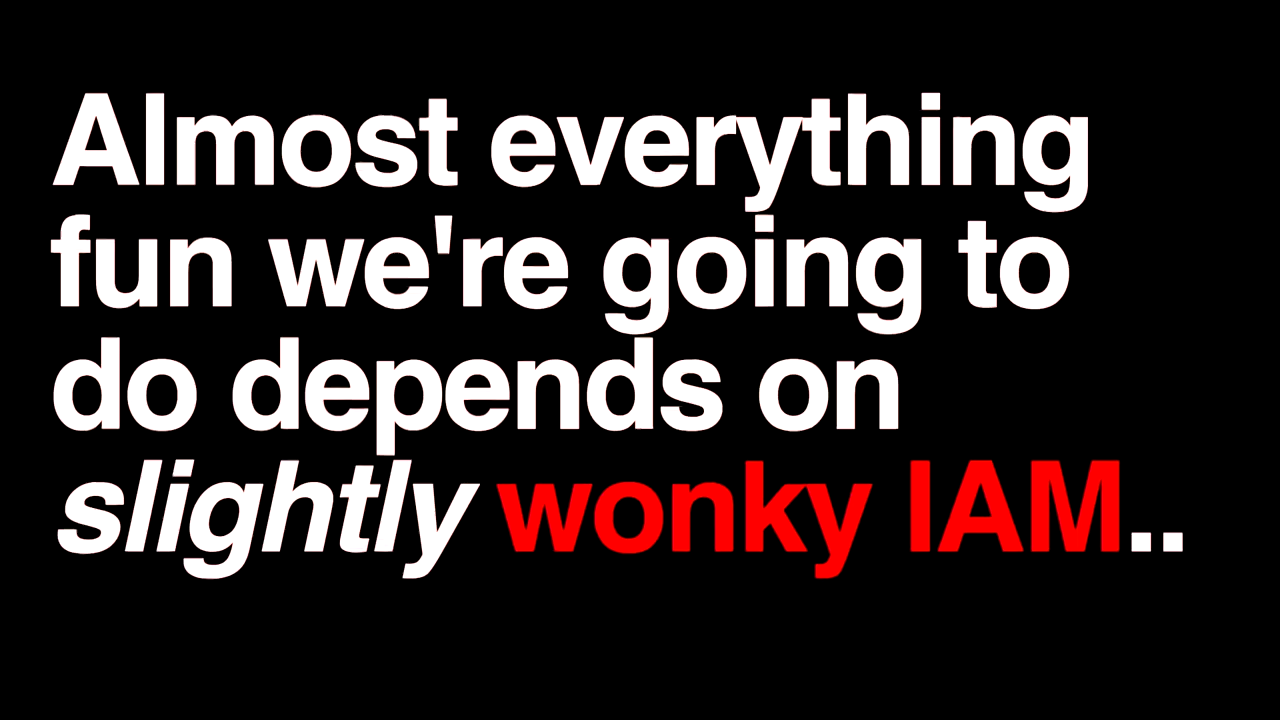 Almost everything
fun we're going to
do depends on
slightly wonky IAM..